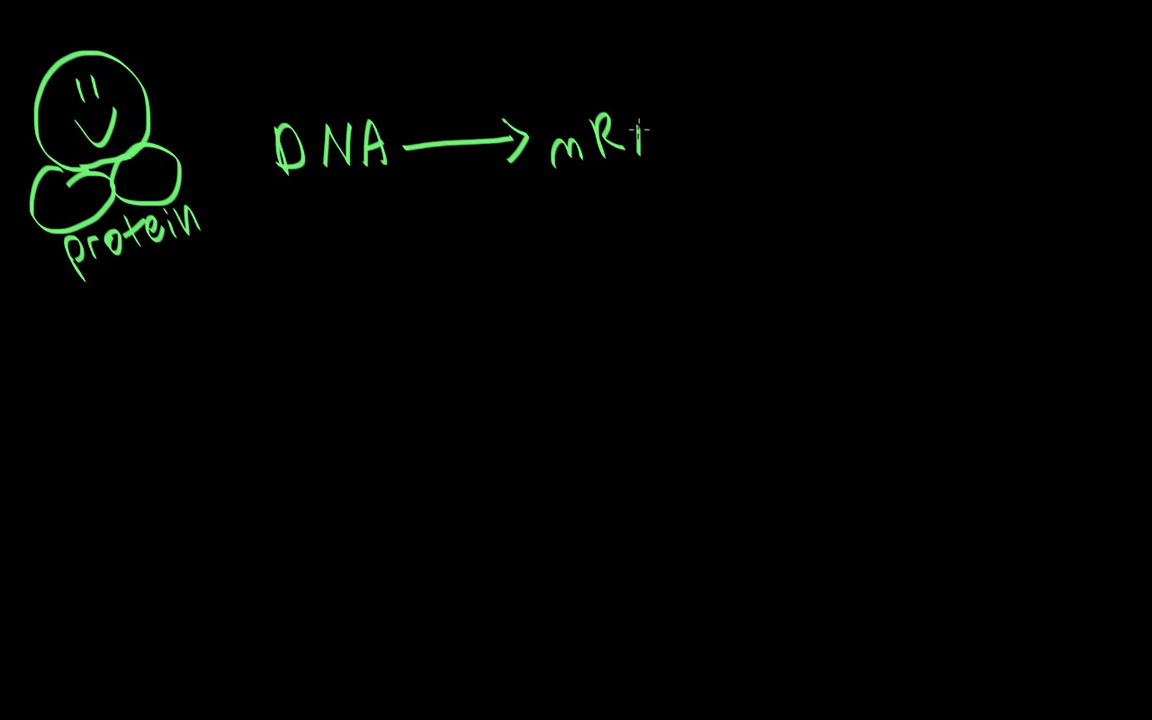 DNA → mR
protein